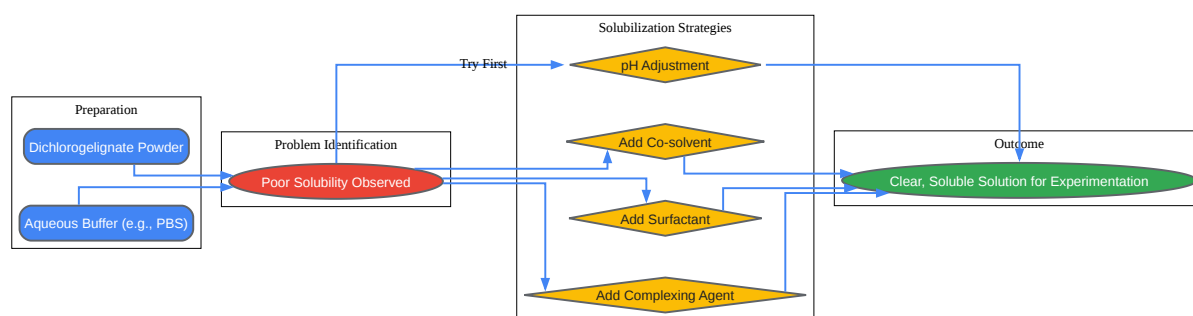 Preparation
Dichlorogelignate Powder
Aqueous Buffer (e.g., PBS)
Problem Identification
Poor Solubility Observed
Try First
Solubilization Strategies
pH Adjustment
Add Co-solvent
Add Surfactant
Add Complexing Agent
Outcome
Clear, Soluble Solution for Experimentation